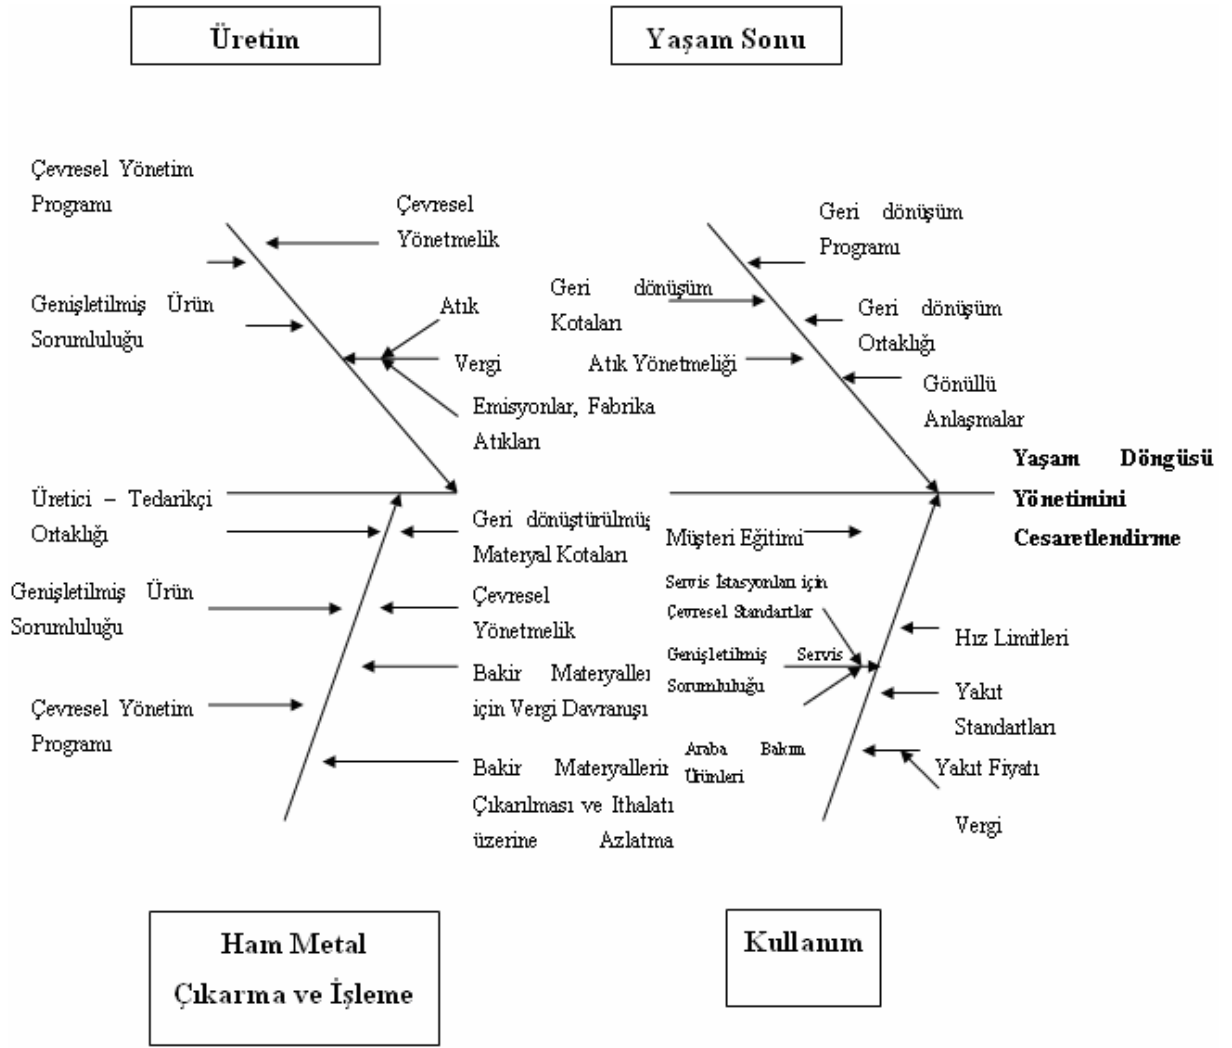 Üretim
Yaşam Sonu
Çevresel Yönetim
Programı
Çevresel
Yönetmelik
Genişletilmiş Ürün
Sorumluluğu
Atık
Vergi
Emisyonlar, Fabrika
Atıkları
Geri dönüşüm
Programı
Geri dönüşüm
Kotaları
Geri dönüşüm
Ortaklığı
Atık Yönetmeliği
Gönüllü
Anlaşmalar
Yaşam Döngüsü
Yönetimini
Cesaretlendirme
Üretici – Tedarikçi
Ortaklığı
Geri dönüştürülmüş
Materyal Kotaları
Genişletilmiş Ürün
Sorumluluğu
Çevresel
Yönetmelik
Bakir Materyaller
için Vergi Davranışı
Çevresel Yönetim
Programı
Bakir Materyallerin
Çıkarılması ve Ithalatı
üzerine Azlatma
Müşteri Eğitimi
Servis İstasyonları için
Çevresel Standartlar
Genişletilmiş Servis
Sorumluluğu
Araba Bakım
Ürünleri
Hız Limitleri
Yakıt
Standartları
Yakıt Fiyatı
Vergi
Ham Metal
Çıkarma ve İşleme
Kullanım